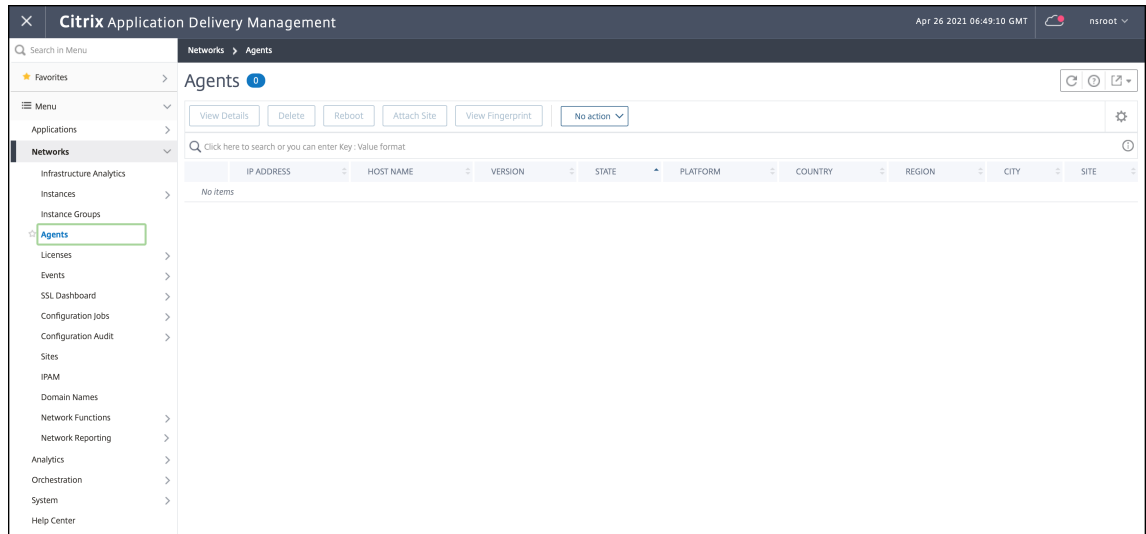 Citrix Application Delivery Management
Apr 26 2021 06:49:10 GMT
nsroot
Search in Menu
Favorites
Menu
Applications
Networks
Infrastructure Analytics
Instances
Instance Groups
Agents
Licenses
Events
SSL Dashboard
Configuration Jobs
Configuration Audit
Sites
IPAM
Domain Names
Network Functions
Network Reporting
Analytics
Orchestration
System
Help Center
Networks > Agents
Agents 0
View Details Delete Reboot Attach Site View Fingerprint No action
Click here to search or you can enter Key : Value format
IP ADDRESS HOST NAME VERSION STATE PLATFORM COUNTRY REGION CITY SITE
No items